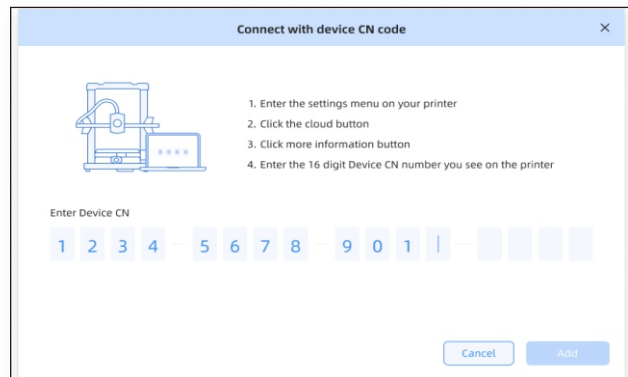 Connect with device CN code
1. Enter the settings menu on your printer
2. Click the cloud button
3. Click more information button
4. Enter the 16 digit Device CN number you see on the printer
Enter Device CN
1 2 3 4 – 5 6 7 8 – 9 0 1 –
Cancel Add